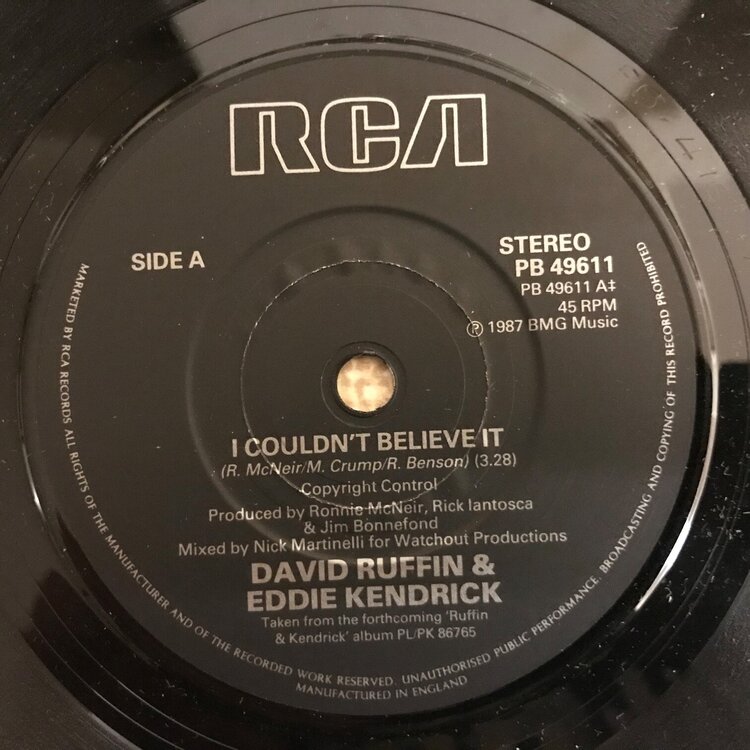 RCA
SIDE A
STEREO
PB 49611
PB 49611 A‡
45 RPM
℗ 1987 BMG Music
I COULDN'T BELIEVE IT
(R. McNeir/M. Crump/R. Benson) (3.28)
Copyright Control
Produced by Ronnie McNeir, Rick Iantosca
& Jim Bonnefond
Mixed by Nick Martinelli for Watchout Productions
DAVID RUFFIN &
EDDIE KENDRICK
Taken from the forthcoming 'Ruffin
& Kendrick' album PL/PK 86765
MARKETED BY RCA RECORDS ALL RIGHTS OF THE MANUFACTURER AND OF THE RECORDED WORK RESERVED. UNAUTHORISED PUBLIC PERFORMANCE, BROADCASTING AND COPYING OF THIS RECORD PROHIBITED
MANUFACTURED IN ENGLAND